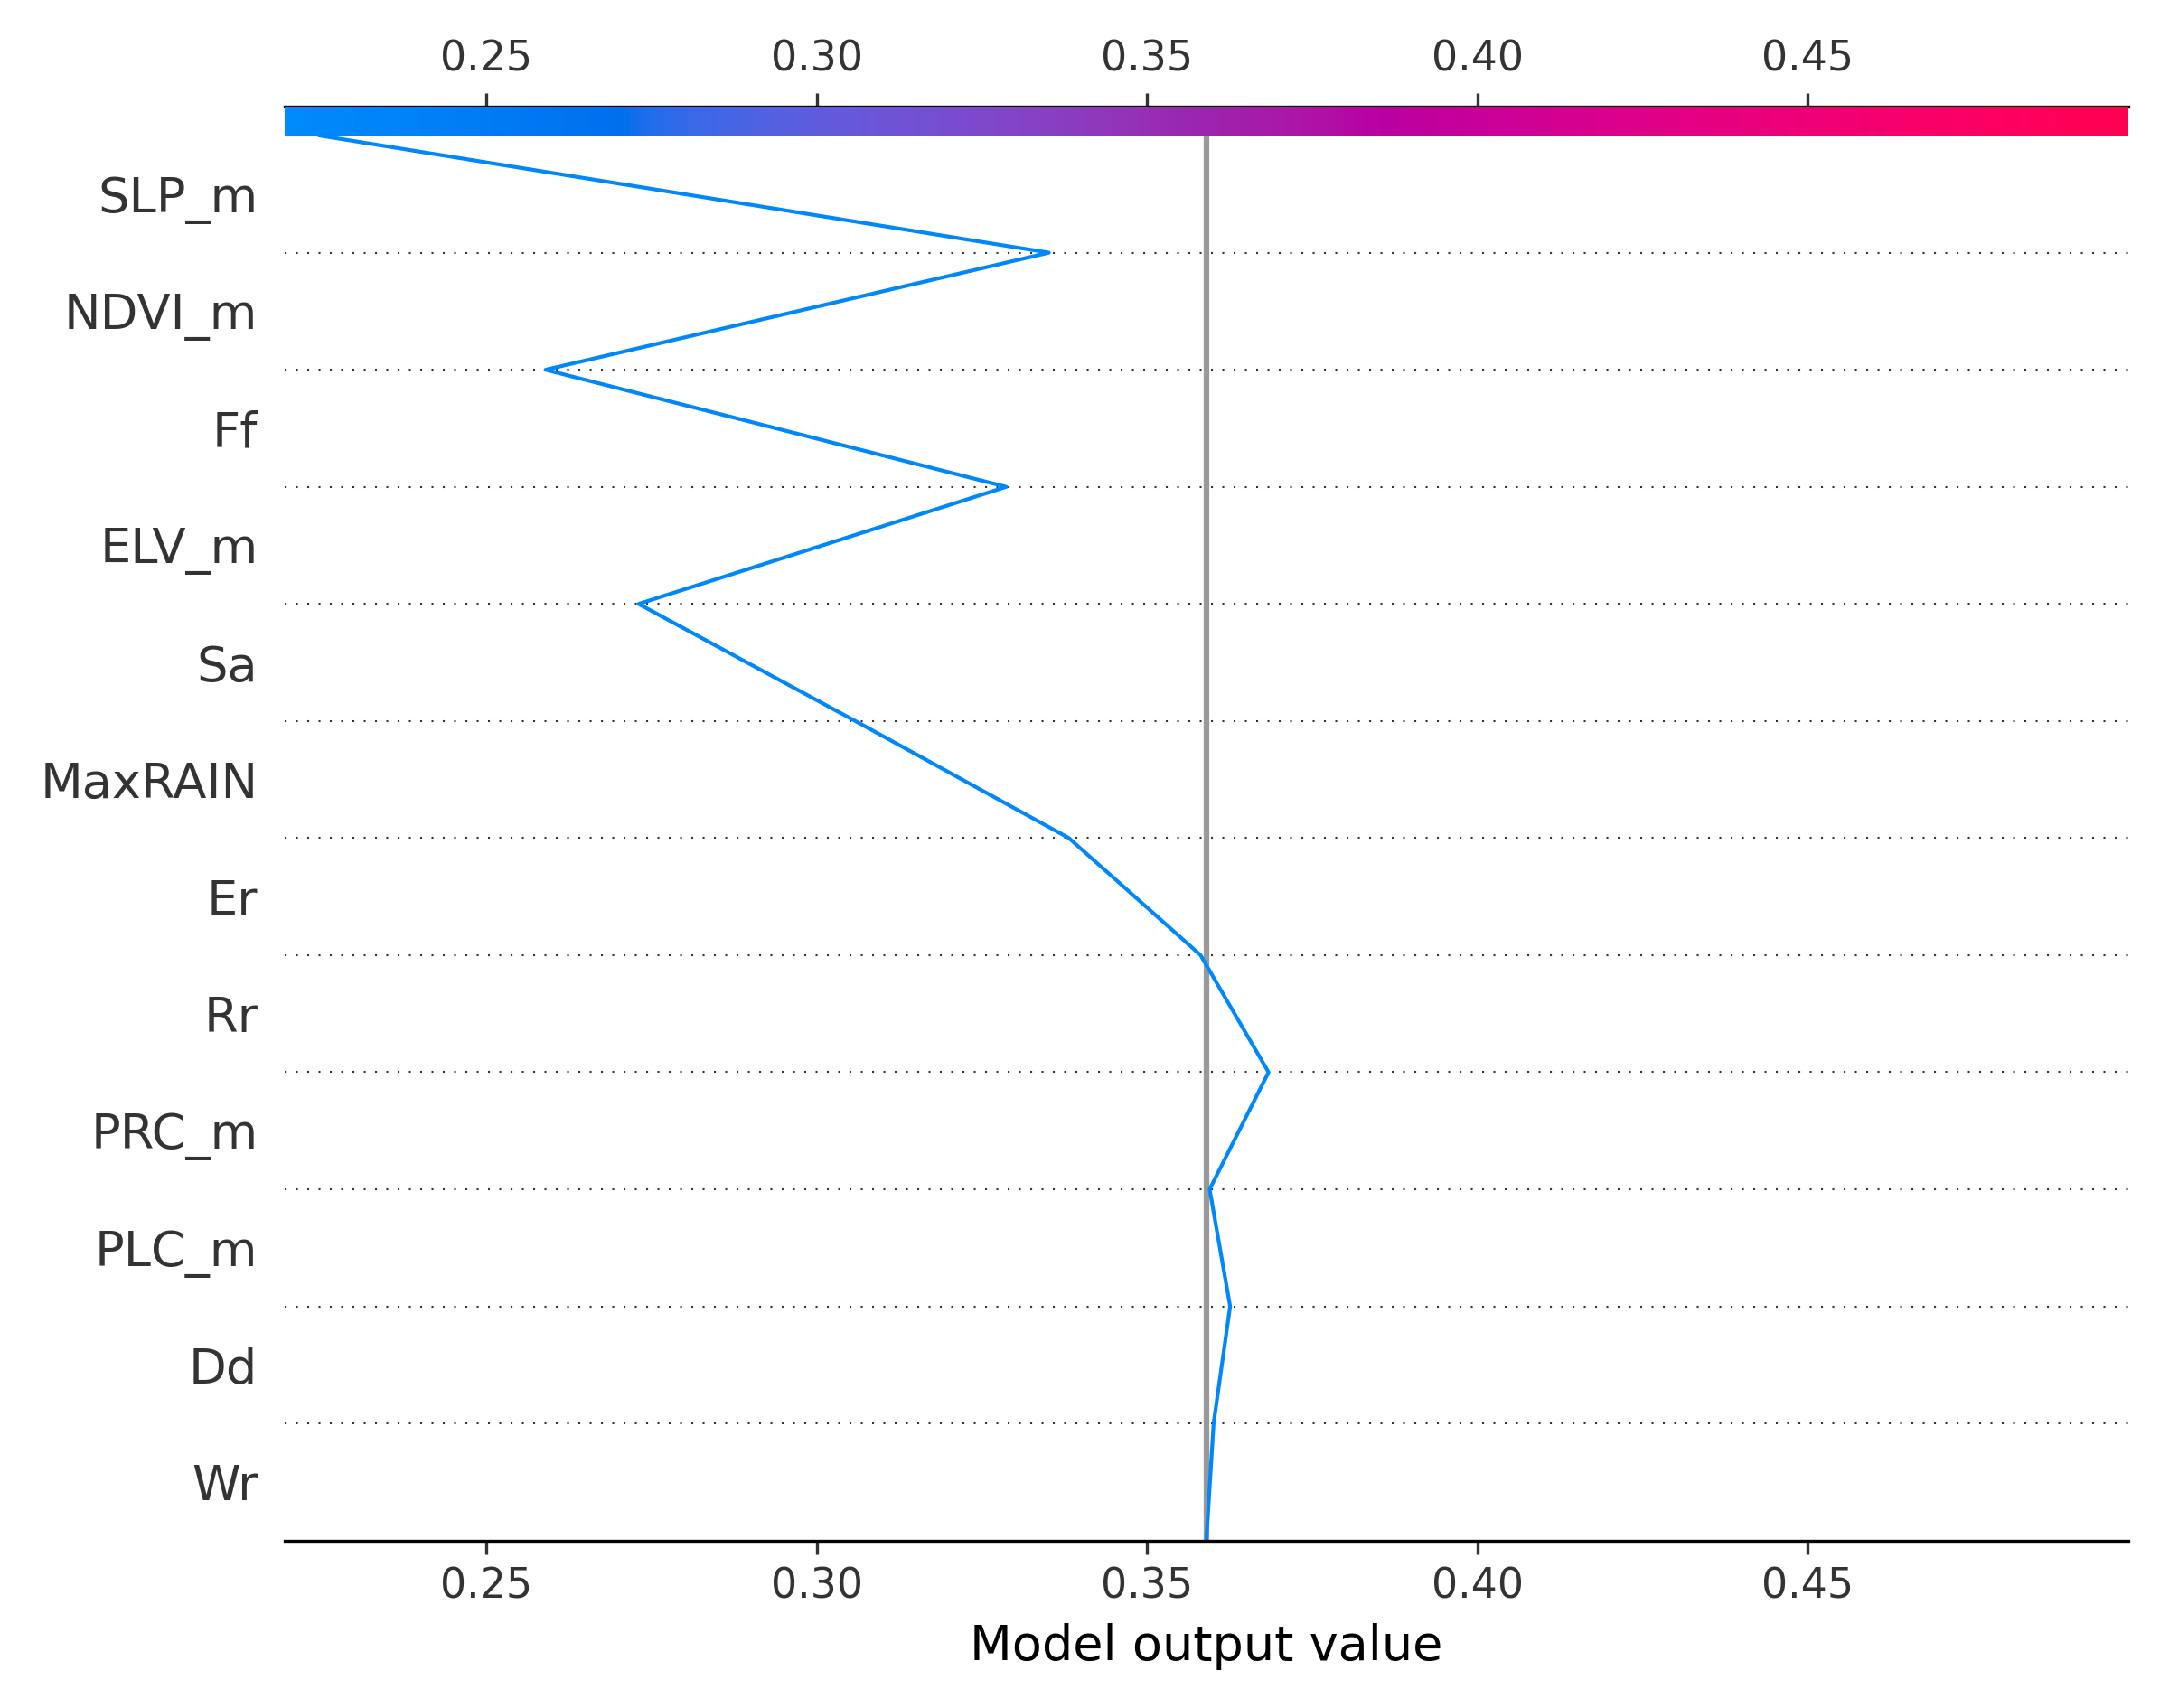 0.25 0.30 0.35 0.40 0.45
SLP_m
NDVI_m
Ff
ELV_m
Sa
MaxRAIN
Er
Rr
PRC_m
PLC_m
Dd
Wr
0.25 0.30 0.35 0.40 0.45
Model output value